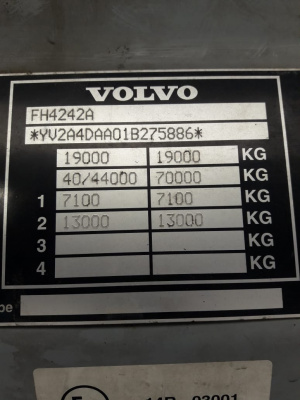 VOLVO
FH4242A
*YV2A4DAA01B275886*
19000 19000 KG
40/44000 70000 KG
1 7100 7100 KG
2 13000 13000 KG
3 KG
4 KG
pe